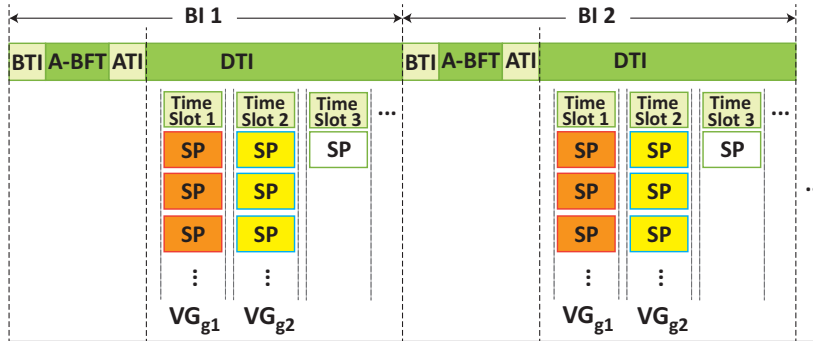 BI 1 BI 2
BTI A-BFT ATI DTI BTI A-BFT ATI DTI
Time Slot 1 Time Slot 2 Time Slot 3 ... Time Slot 1 Time Slot 2 Time Slot 3 ...
SP SP SP SP SP SP
SP SP SP SP ..
SP SP SP SP
⋮ ⋮ ⋮ ⋮
VGg1 VGg2 VGg1 VGg2